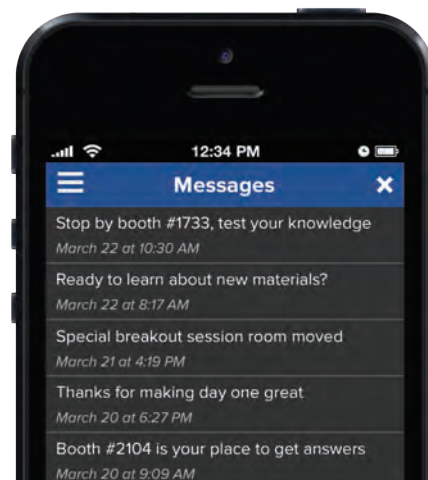 12:34 PM
Messages
Stop by booth #1733, test your knowledge
March 22 at 10:30 AM
Ready to learn about new materials?
March 22 at 8:17 AM
Special breakout session room moved
March 21 at 4:19 PM
Thanks for making day one great
March 20 at 6:27 PM
Booth #2104 is your place to get answers
March 20 at 9:09 AM